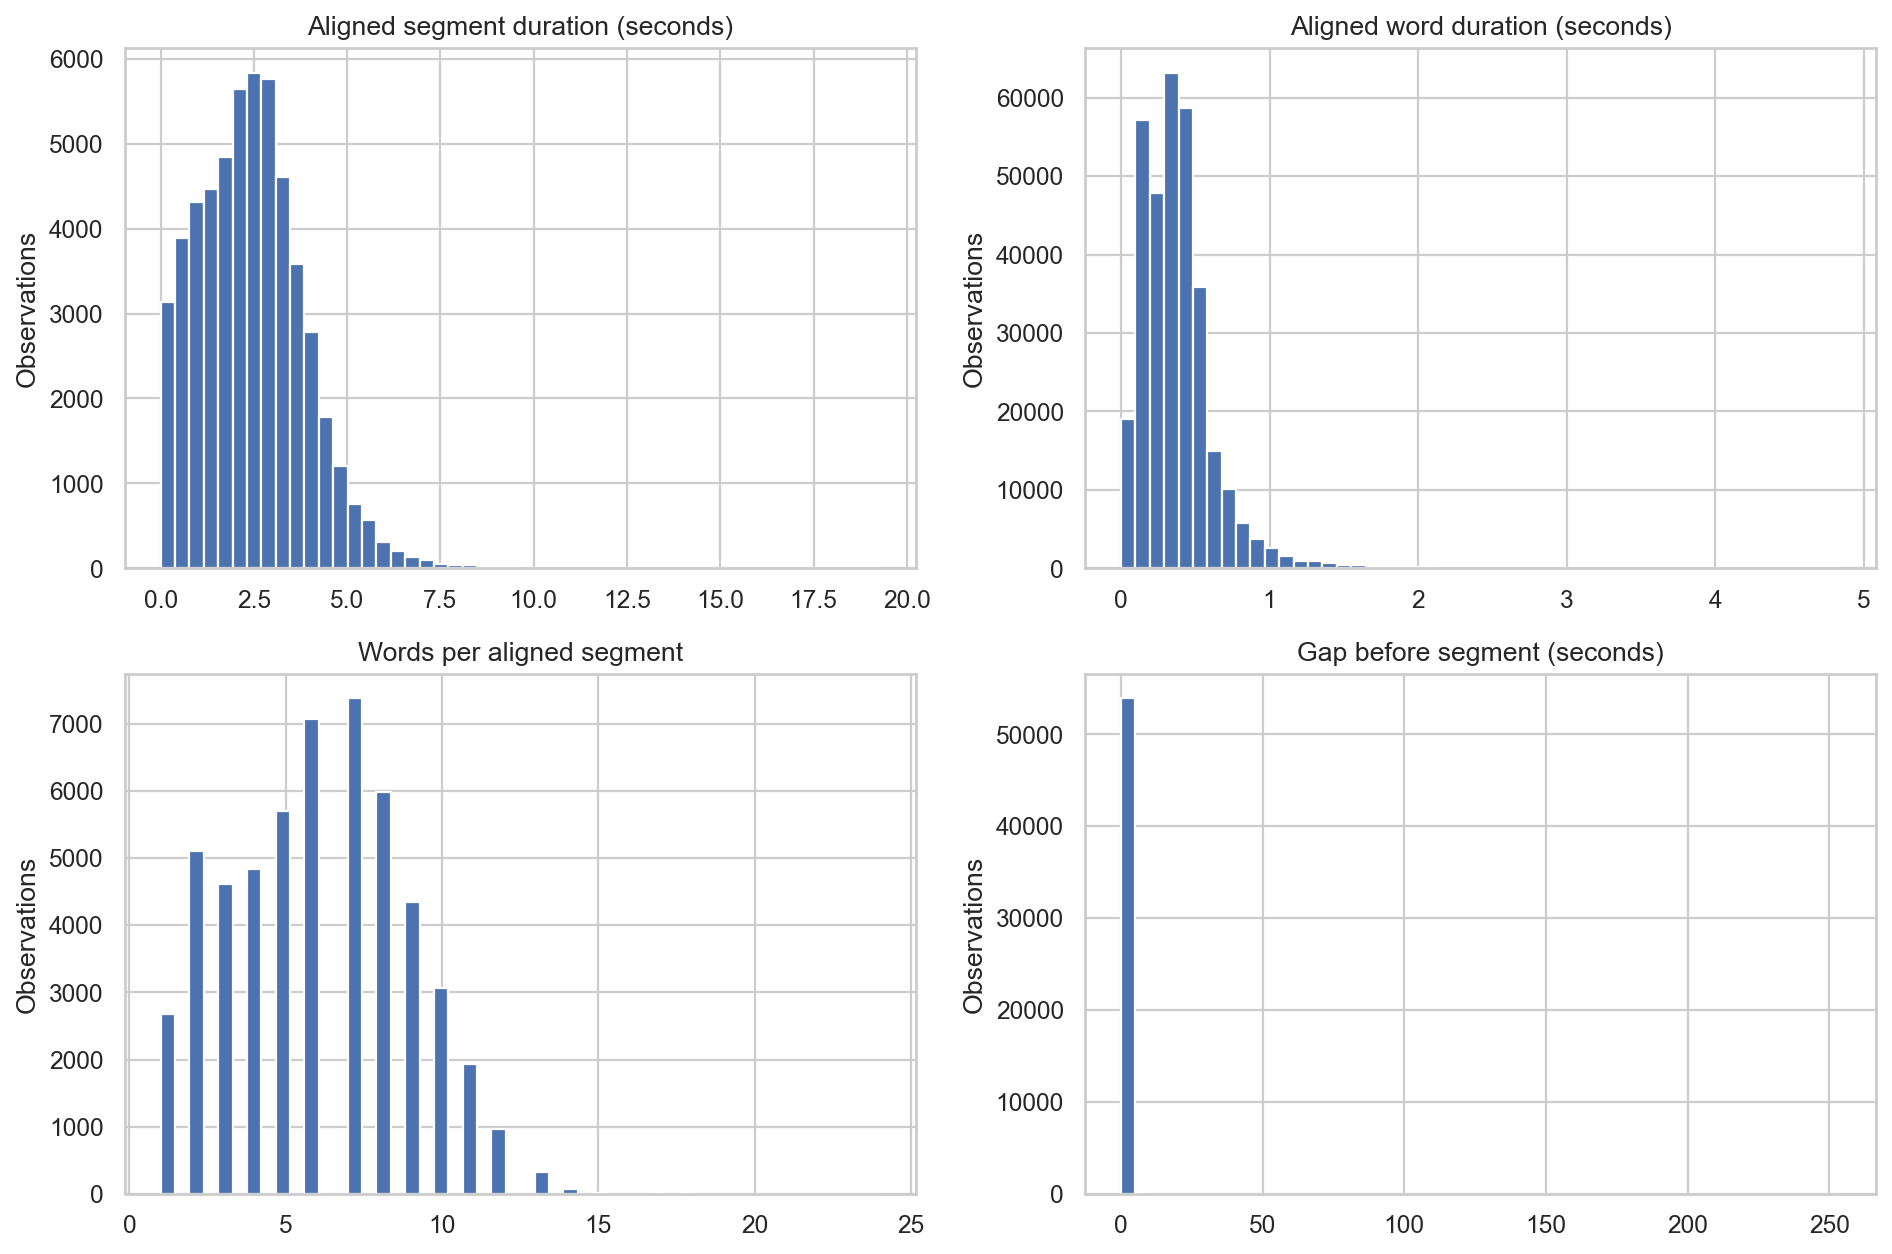 Aligned segment duration (seconds)
Observations
6000
5000
4000
3000
2000
1000
0
0.0 2.5 5.0 7.5 10.0 12.5 15.0 17.5 20.0
Aligned word duration (seconds)
Observations
60000
50000
40000
30000
20000
10000
0
0 1 2 3 4 5
Words per aligned segment
Observations
7000
6000
5000
4000
3000
2000
1000
0
0 5 10 15 20 25
Gap before segment (seconds)
Observations
50000
40000
30000
20000
10000
0
0 50 100 150 200 250